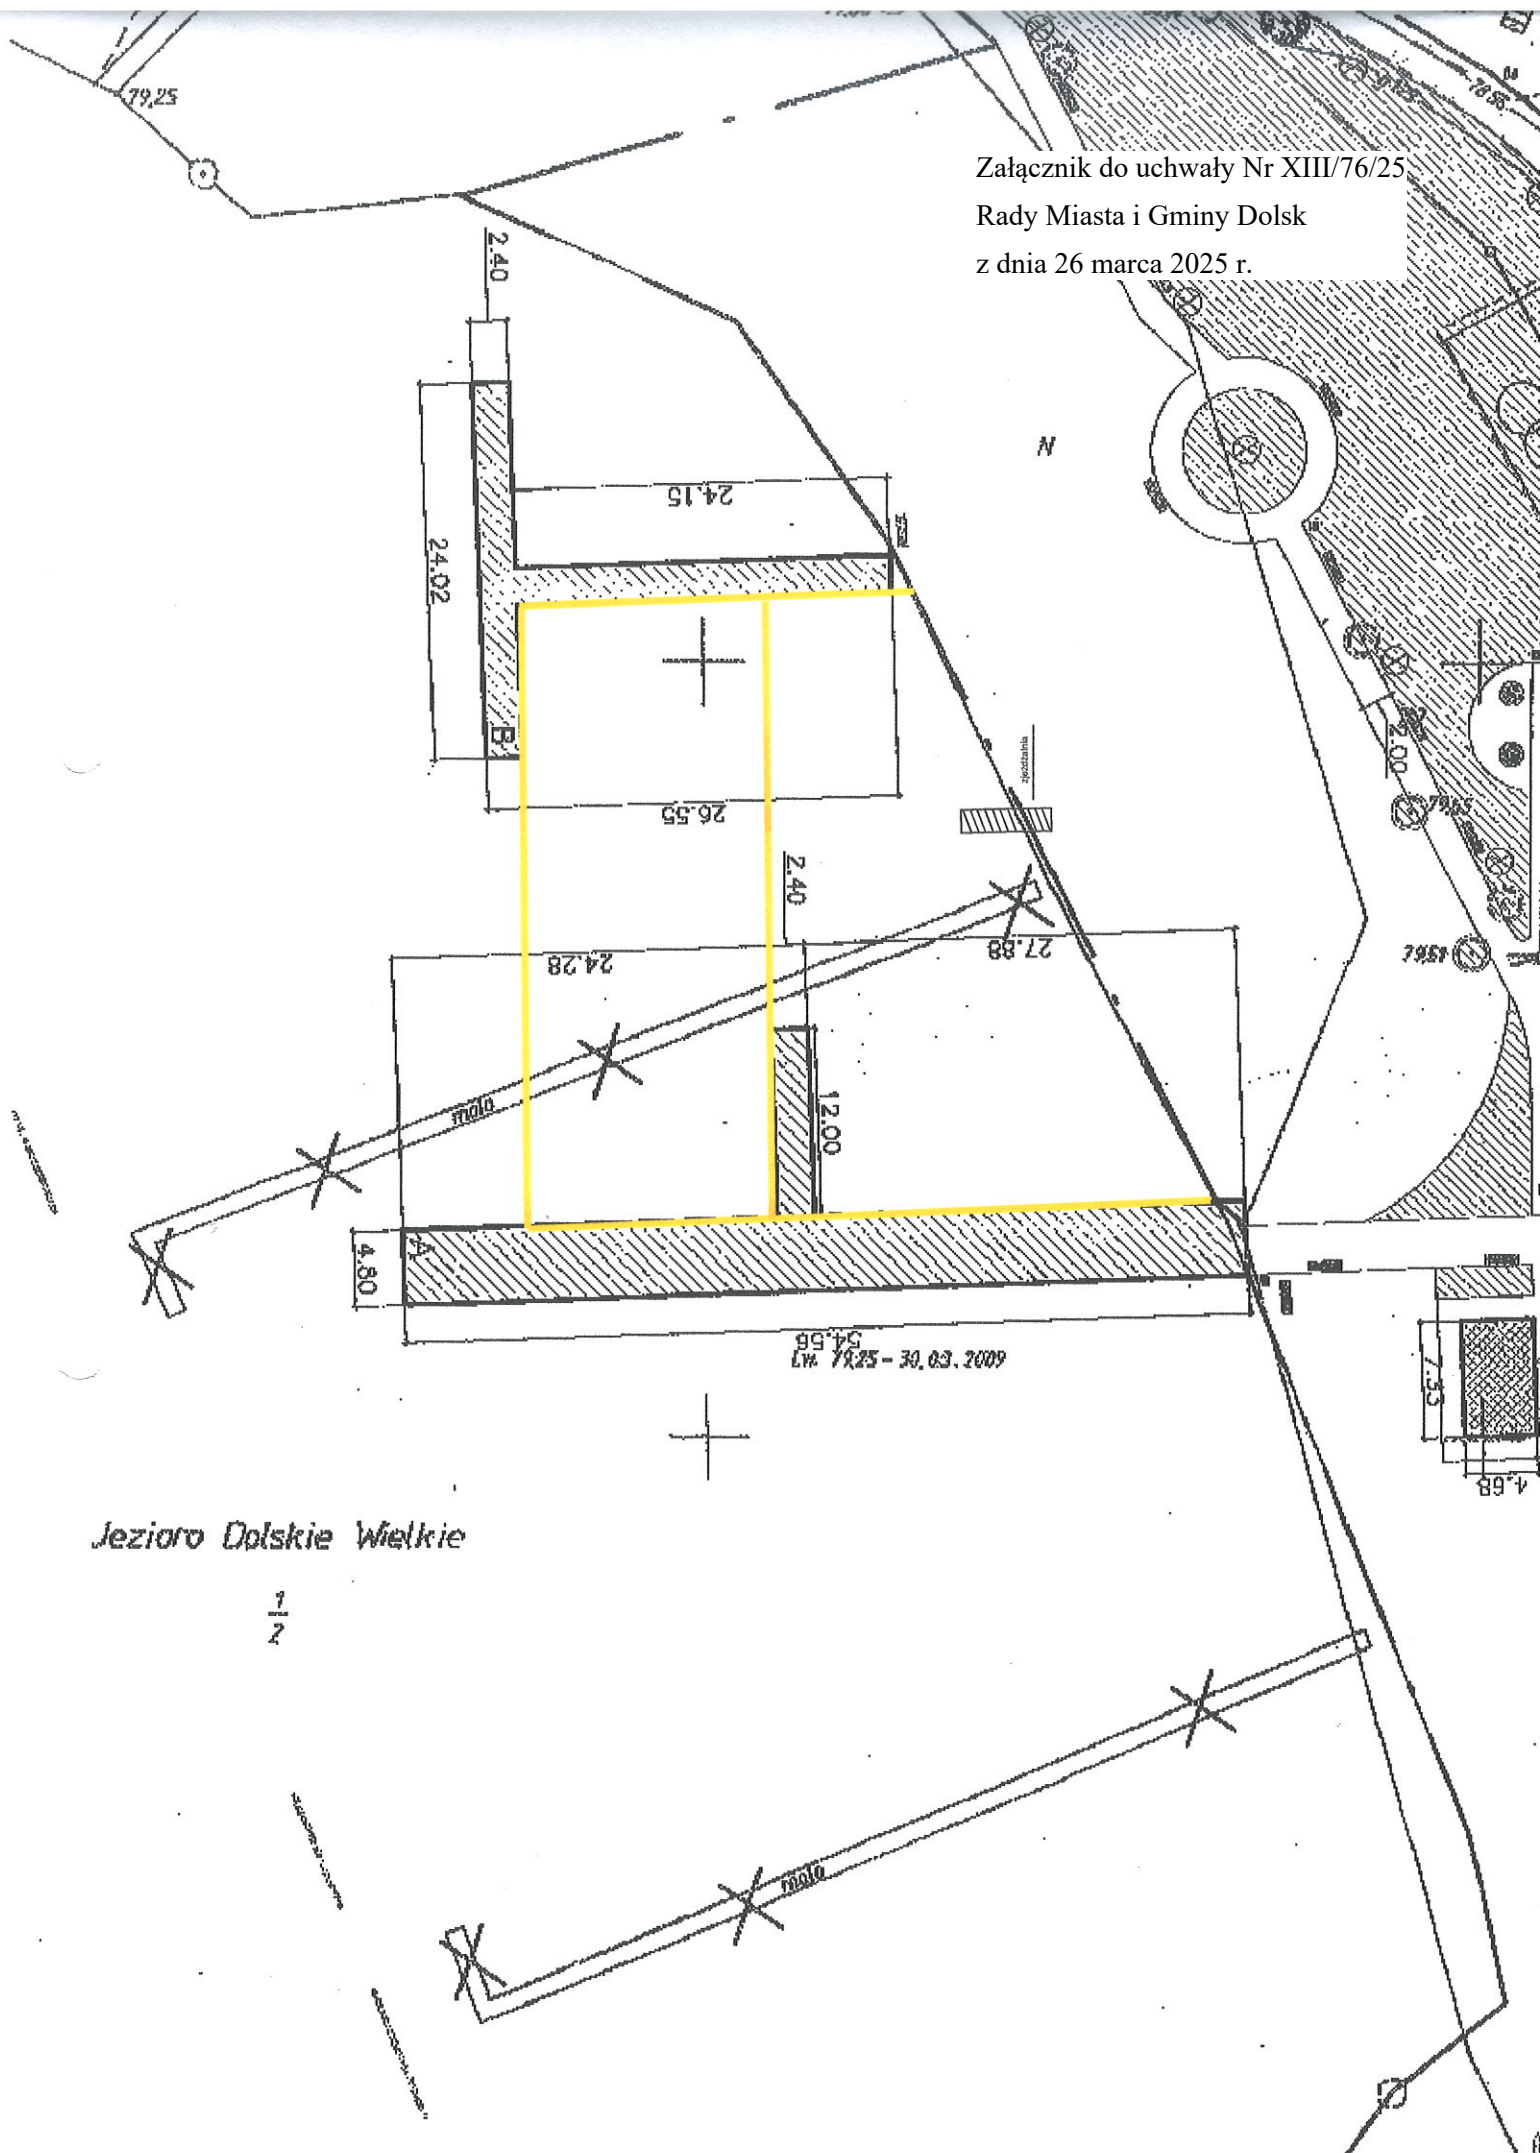 79,25
Załącznik do uchwały Nr XIII/76/25
Rady Miasta i Gminy Dolsk
z dnia 26 marca 2025 r.
2.40
N
24.15
24.02
B
2.00
26.55
zjeżdżalnia
2.40
24.28
27.88
79,61
molo
12.00
A
4.80
54.56
Lw. 79,25 - 30.03.2009
7.53
4.68
Jezioro Dolskie Wielkie
1
2
molo